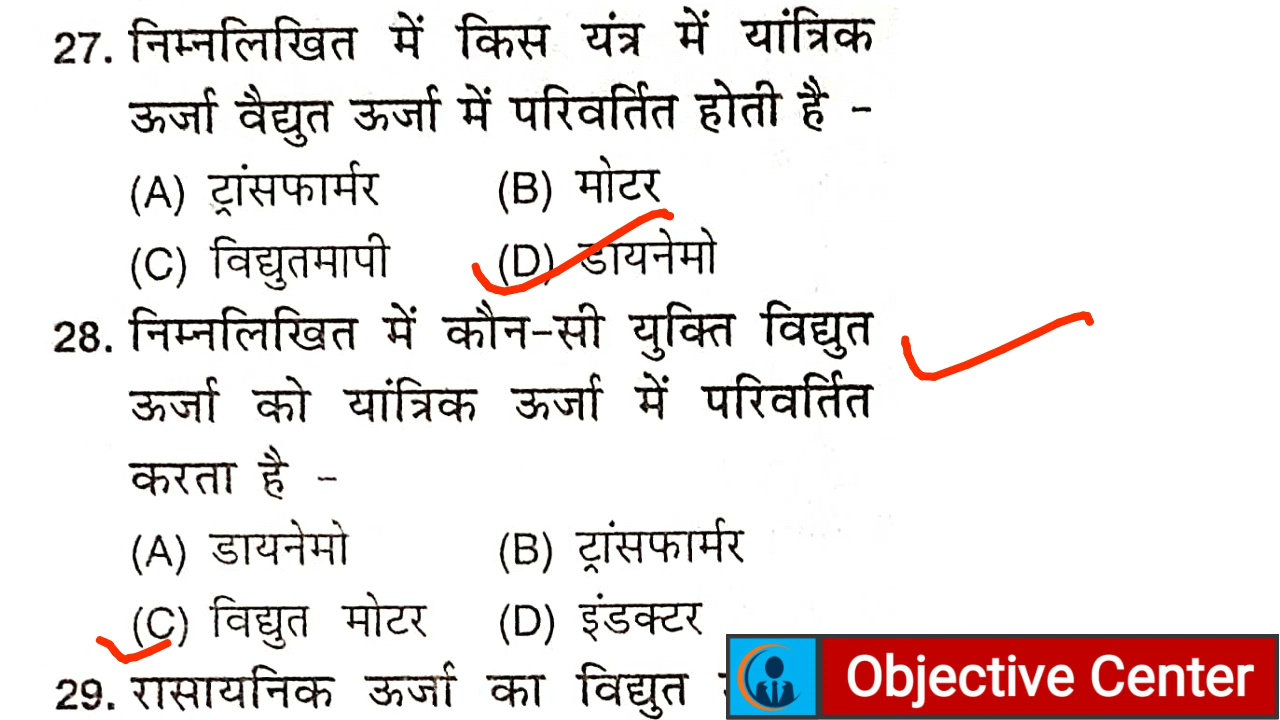 27. निम्नलिखित में किस यंत्र में यांत्रिक
ऊर्जा वैद्युत ऊर्जा में परिवर्तित होती है -
(A) ट्रांसफार्मर (B) मोटर
(C) विद्युतमापी (D) डायनेमो
28. निम्नलिखित में कौन-सी युक्ति विद्युत
ऊर्जा को यांत्रिक ऊर्जा में परिवर्तित
करता है -
(A) डायनेमो (B) ट्रांसफार्मर
(C) विद्युत मोटर (D) इंडक्टर
29. रासायनिक ऊर्जा का विद्युत
Objective Center